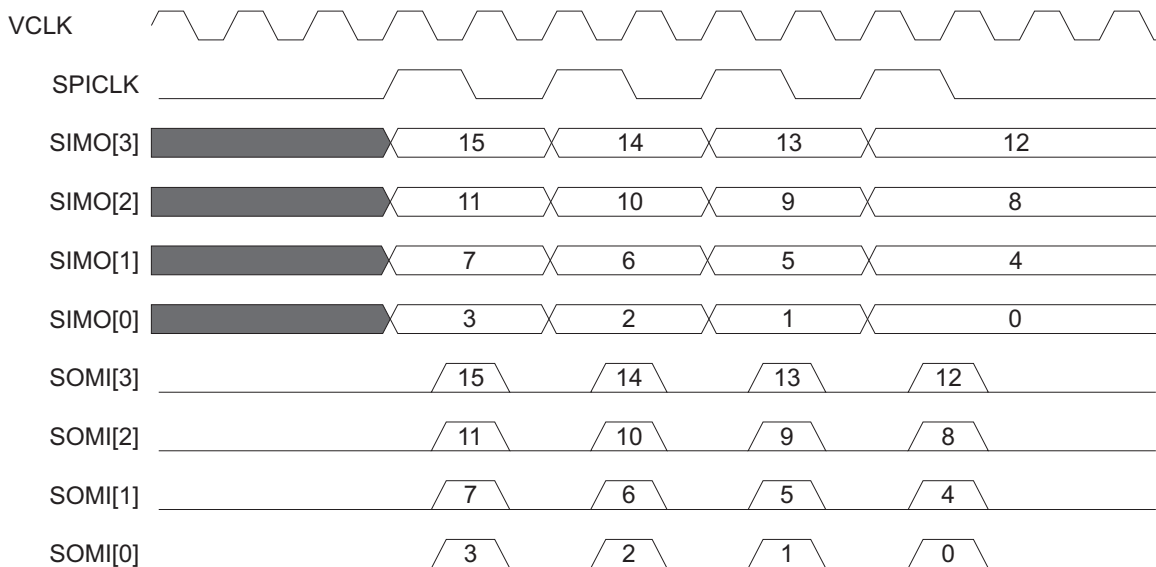 VCLK
SPICLK
SIMO[3] 15 14 13 12
SIMO[2] 11 10 9 8
SIMO[1] 7 6 5 4
SIMO[0] 3 2 1 0
SOMI[3] 15 14 13 12
SOMI[2] 11 10 9 8
SOMI[1] 7 6 5 4
SOMI[0] 3 2 1 0